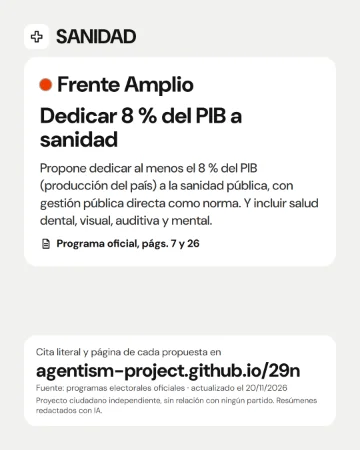 SANIDAD
Frente Amplio
Dedicar 8 % del PIB a
sanidad
Propone dedicar al menos el 8 % del PIB
(producción del país) a la sanidad pública, con
gestión pública directa como norma. Y incluir salud
dental, visual, auditiva y mental.
Programa oficial, págs. 7 y 26
Cita literal y página de cada propuesta en
agentism-project.github.io/29n
Fuente: programas electorales oficiales · actualizado el 20/11/2026
Proyecto ciudadano independiente, sin relación con ningún partido. Resúmenes
redactados con IA.